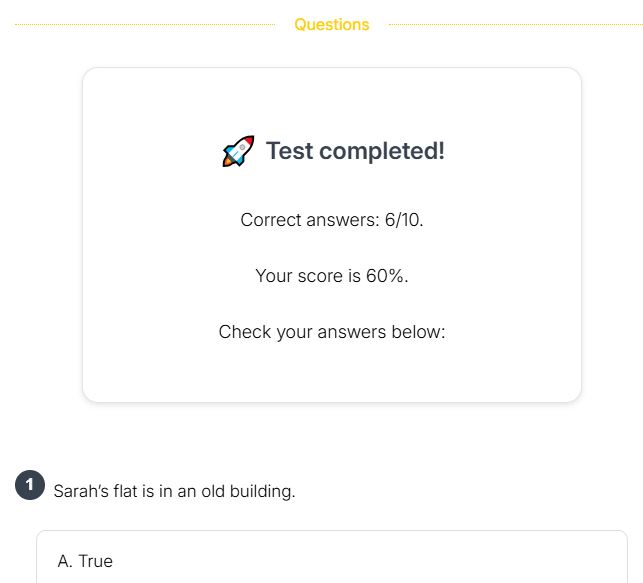 Questions
Test completed!
Correct answers: 6/10.
Your score is 60%.
Check your answers below:
1 Sarah’s flat is in an old building.
A. True